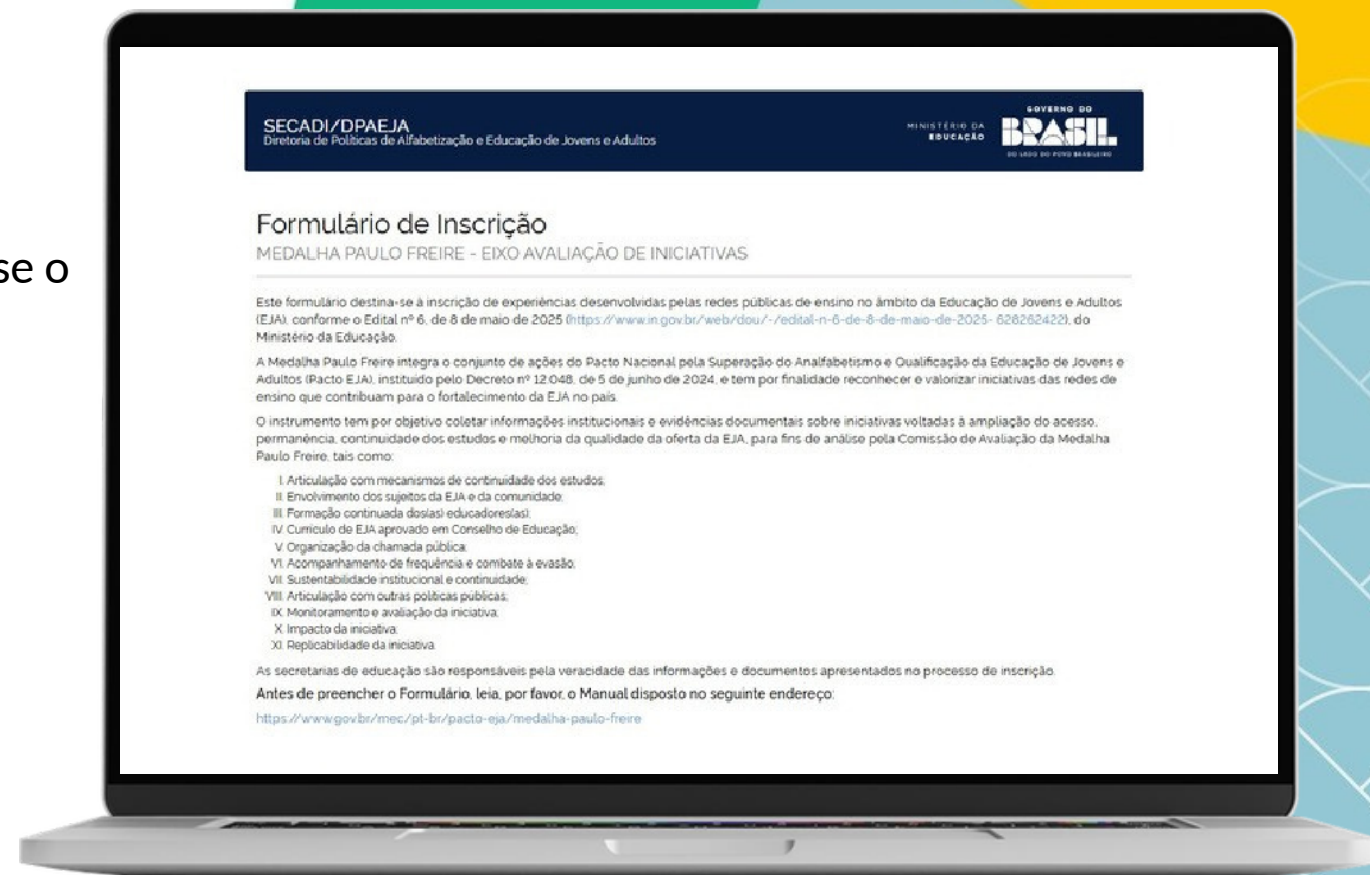 se o
SECADI/DPAEJA
Diretoria de Políticas de Alfabetização e Educação de Jovens e Adultos
MINISTÉRIO DA
EDUCAÇÃO
GOVERNO DO
BRASIL
DO LADO DO POVO BRASILEIRO
Formulário de Inscrição
MEDALHA PAULO FREIRE - EIXO AVALIAÇÃO DE INICIATIVAS
Este formulário destina-se à inscrição de experiências desenvolvidas pelas redes públicas de ensino no âmbito da Educação de Jovens e Adultos
(EJA), conforme o Edital nº 6, de 8 de maio de 2025 (https://www.in.gov.br/web/dou/-/edital-n-6-de-8-de-maio-de-2025- 628262422), do
Ministério da Educação.
A Medalha Paulo Freire integra o conjunto de ações do Pacto Nacional pela Superação do Analfabetismo e Qualificação da Educação de Jovens e
Adultos (Pacto EJA), instituído pelo Decreto nº 12.048, de 5 de junho de 2024, e tem por finalidade reconhecer e valorizar iniciativas das redes de
ensino que contribuam para o fortalecimento da EJA no país.
O instrumento tem por objetivo coletar informações institucionais e evidências documentais sobre iniciativas voltadas à ampliação do acesso,
permanência, continuidade dos estudos e melhoria da qualidade da oferta da EJA, para fins de análise pela Comissão de Avaliação da Medalha
Paulo Freire, tais como:
I. Articulação com mecanismos de continuidade dos estudos;
II. Envolvimento dos sujeitos da EJA e da comunidade;
III. Formação continuada dos(as) educadores(as);
IV. Currículo de EJA aprovado em Conselho de Educação;
V. Organização da chamada pública;
VI. Acompanhamento de frequência e combate à evasão;
VII. Sustentabilidade institucional e continuidade;
VIII. Articulação com outras políticas públicas;
IX. Monitoramento e avaliação da iniciativa;
X. Impacto da iniciativa;
XI. Replicabilidade da iniciativa.
As secretarias de educação são responsáveis pela veracidade das informações e documentos apresentados no processo de inscrição.
Antes de preencher o Formulário, leia, por favor, o Manual disposto no seguinte endereço:
https://www.gov.br/mec/pt-br/pacto-eja/medalha-paulo-freire